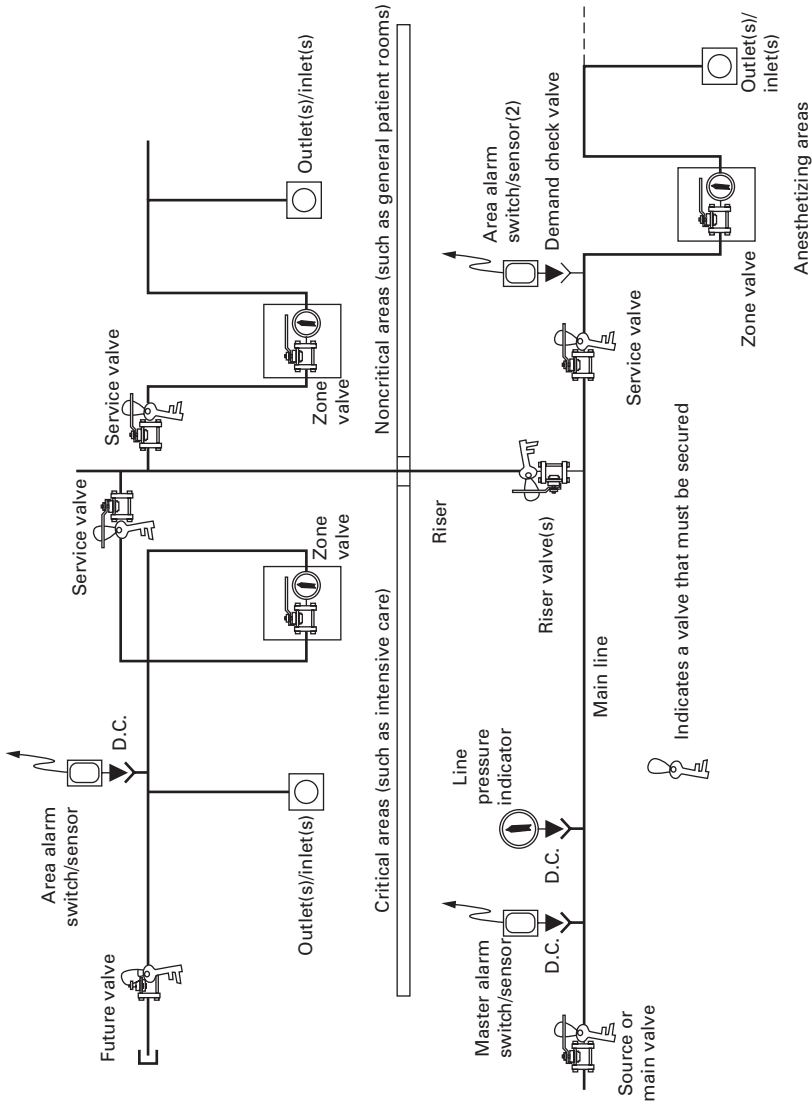 Future valve
Area alarm
switch/sensor
D.C.
Outlet(s)/inlet(s)
Service valve
Zone
valve
Critical areas (such as intensive care)
Service valve
Zone
valve
Outlet(s)/inlet(s)
Noncritical areas (such as general patient rooms)
Riser
Source or
main valve
Master alarm
switch/sensor
D.C.
Line
pressure
indicator
D.C.
Main line
Riser valve(s)
Service valve
Area alarm
switch/sensor(2)
Demand check valve
Zone valve
Outlet(s)/
inlet(s)
Anesthetizing areas
Indicates a valve that must be secured